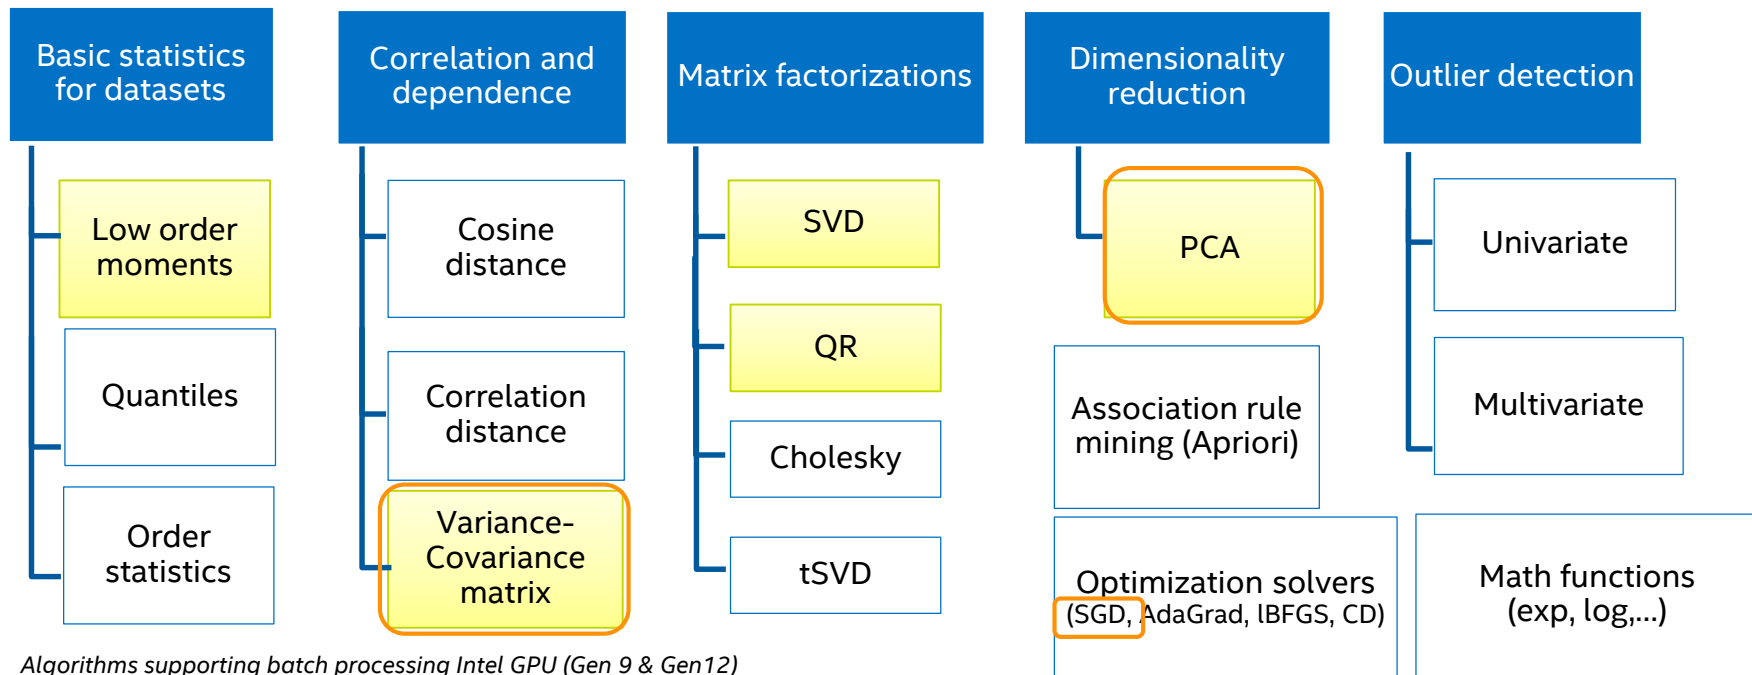 Basic statistics
for datasets
Correlation and
dependence
Matrix factorizations
Dimensionality
reduction
Outlier detection
Low order
moments
Quantiles
Order
statistics
Cosine
distance
Correlation
distance
Variance-
Covariance
matrix
SVD
QR
Cholesky
tSVD
PCA
Association rule
mining (Apriori)
Optimization solvers
(SGD, AdaGrad, lBFGS, CD)
Univariate
Multivariate
Math functions
(exp, log,...)
Algorithms supporting batch processing Intel GPU (Gen 9 & Gen12)